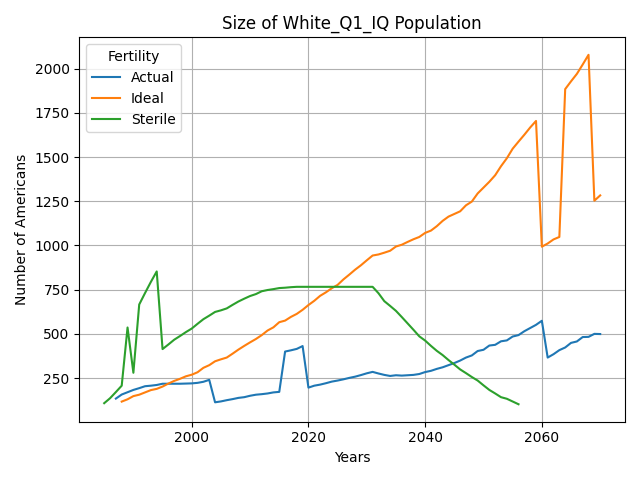 Size of White_Q1_IQ Population
Fertility
Actual
Ideal
Sterile
Number of Americans
2000
1750
1500
1250
1000
750
500
250
2000
2020
2040
2060
Years